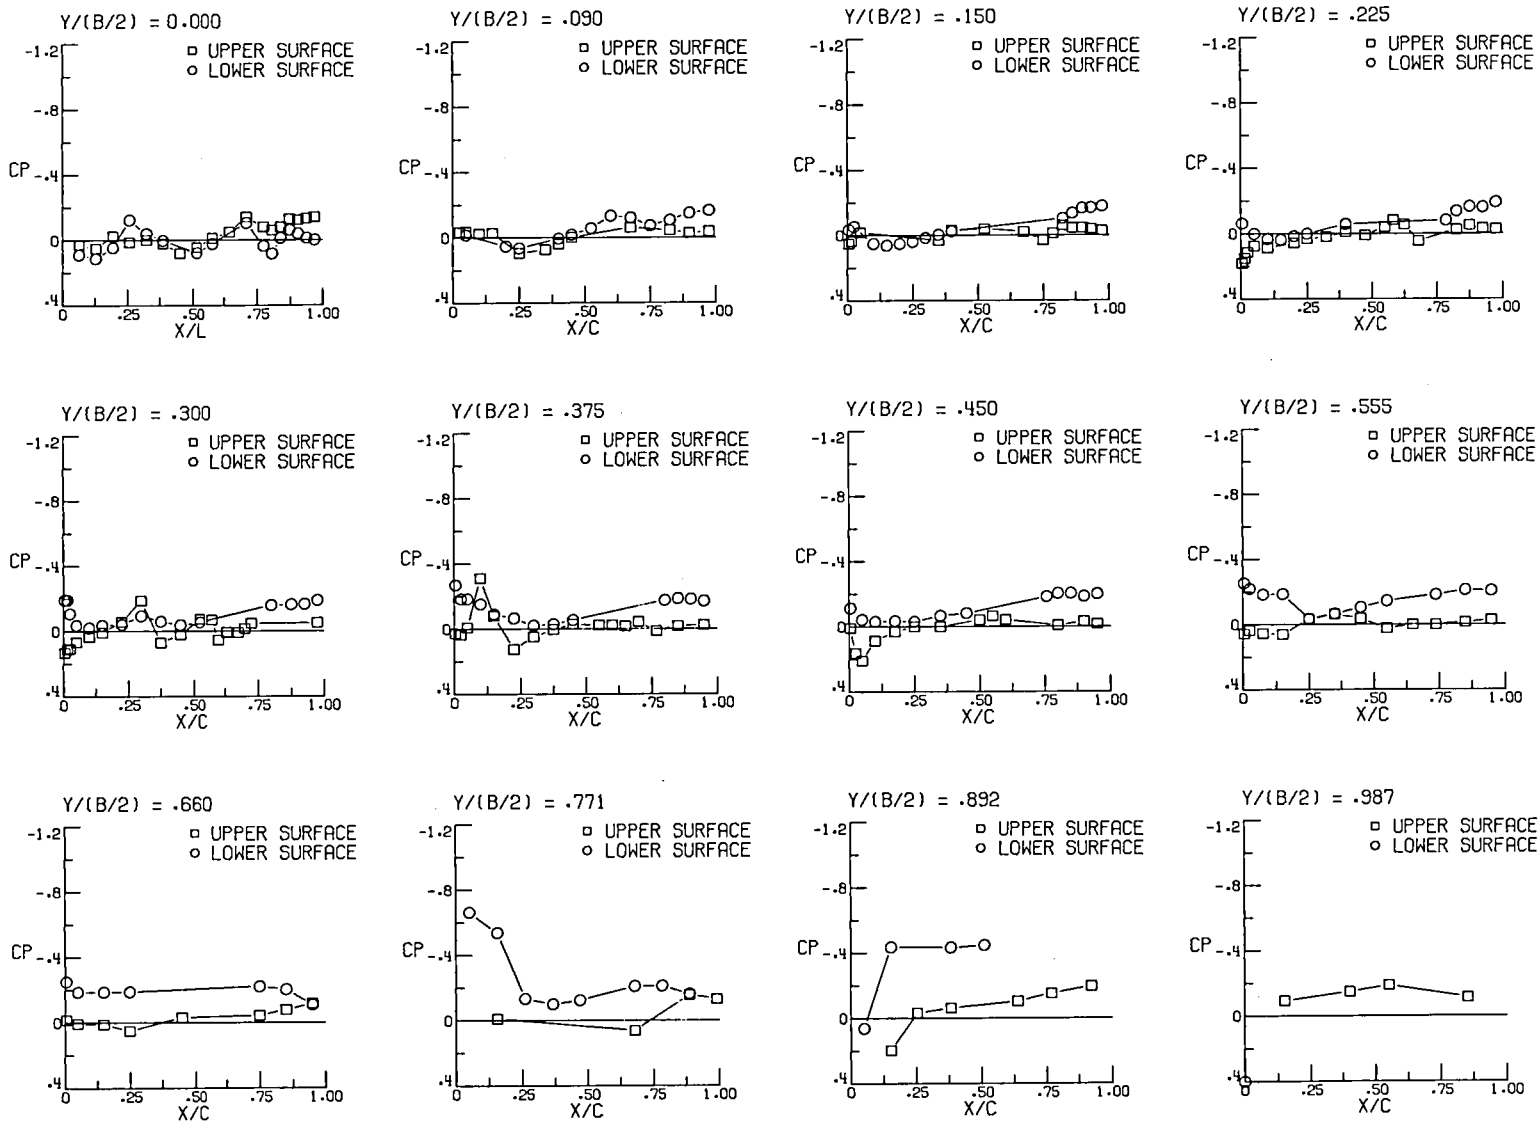 Y/(B/2) = 0.000
□ UPPER SURFACE
○ LOWER SURFACE
-1.2
-.8
CP
-.4
0
.4
0 .25 .50 .75 1.00
X/L
Y/(B/2) = .090
□ UPPER SURFACE
○ LOWER SURFACE
-1.2
-.8
CP
-.4
0
.4
0 .25 .50 .75 1.00
X/C
Y/(B/2) = .150
□ UPPER SURFACE
○ LOWER SURFACE
-1.2
-.8
CP
-.4
0
.4
0 .25 .50 .75 1.00
X/C
Y/(B/2) = .225
□ UPPER SURFACE
○ LOWER SURFACE
-1.2
-.8
CP
-.4
0
.4
0 .25 .50 .75 1.00
X/C
Y/(B/2) = .300
□ UPPER SURFACE
○ LOWER SURFACE
-1.2
-.8
CP
-.4
0
.4
0 .25 .50 .75 1.00
X/C
Y/(B/2) = .375
□ UPPER SURFACE
○ LOWER SURFACE
-1.2
-.8
CP
-.4
0
.4
0 .25 .50 .75 1.00
X/C
Y/(B/2) = .450
□ UPPER SURFACE
○ LOWER SURFACE
-1.2
-.8
CP
-.4
0
.4
0 .25 .50 .75 1.00
X/C
Y/(B/2) = .555
□ UPPER SURFACE
○ LOWER SURFACE
-1.2
-.8
CP
-.4
0
.4
0 .25 .50 .75 1.00
X/C
Y/(B/2) = .660
□ UPPER SURFACE
○ LOWER SURFACE
-1.2
-.8
CP
-.4
0
.4
0 .25 .50 .75 1.00
X/C
Y/(B/2) = .771
□ UPPER SURFACE
○ LOWER SURFACE
-1.2
-.8
CP
-.4
0
.4
0 .25 .50 .75 1.00
X/C
Y/(B/2) = .892
□ UPPER SURFACE
○ LOWER SURFACE
-1.2
-.8
CP
-.4
0
.4
0 .25 .50 .75 1.00
X/C
Y/(B/2) = .987
□ UPPER SURFACE
○ LOWER SURFACE
-1.2
-.8
CP
-.4
0
.4
0 .25 .50 .75 1.00
X/C